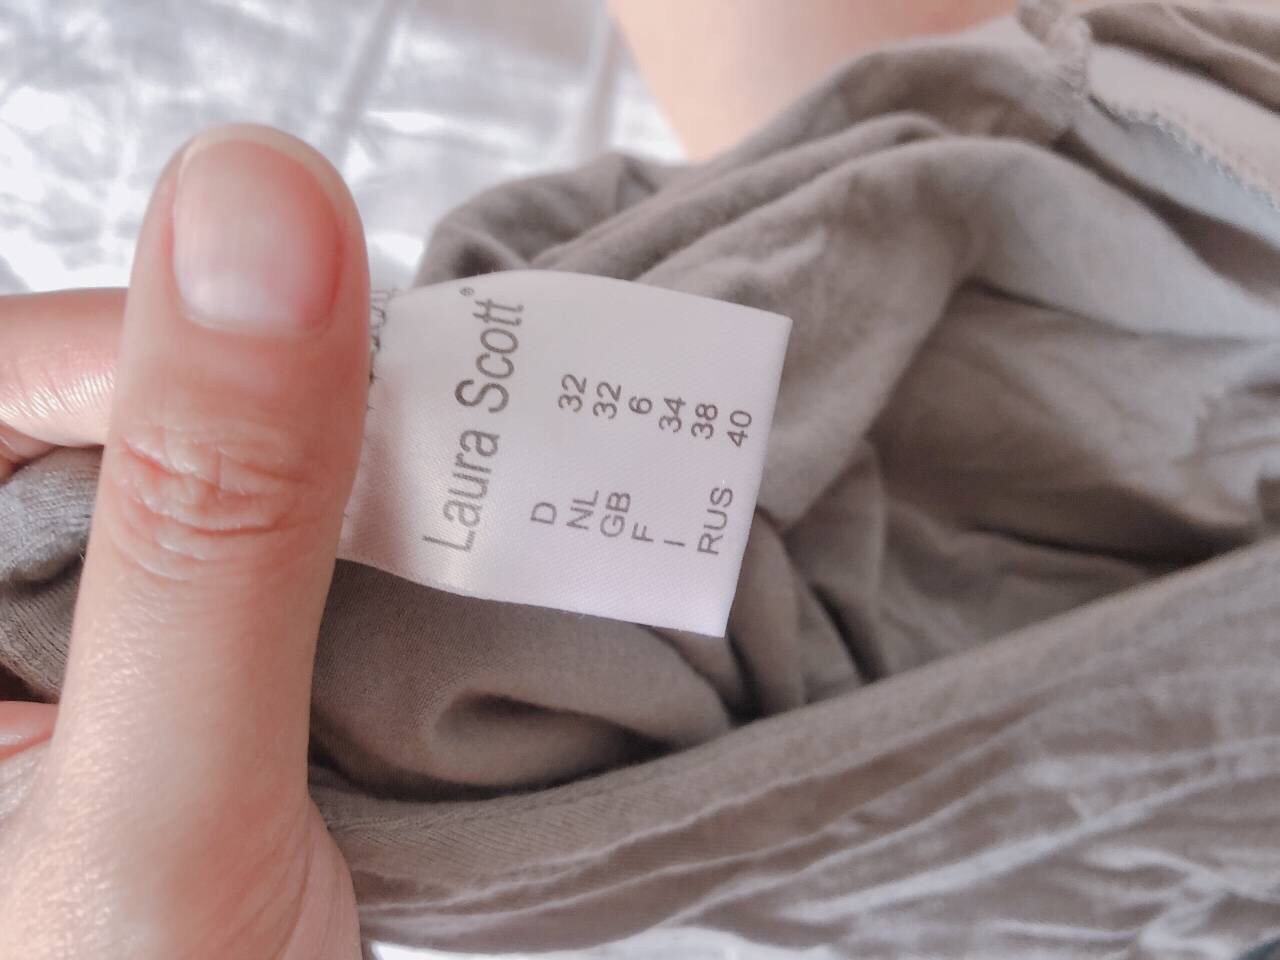 Laura Scott®
D 32
NL 32
GB 6
F 34
I 38
RUS 40